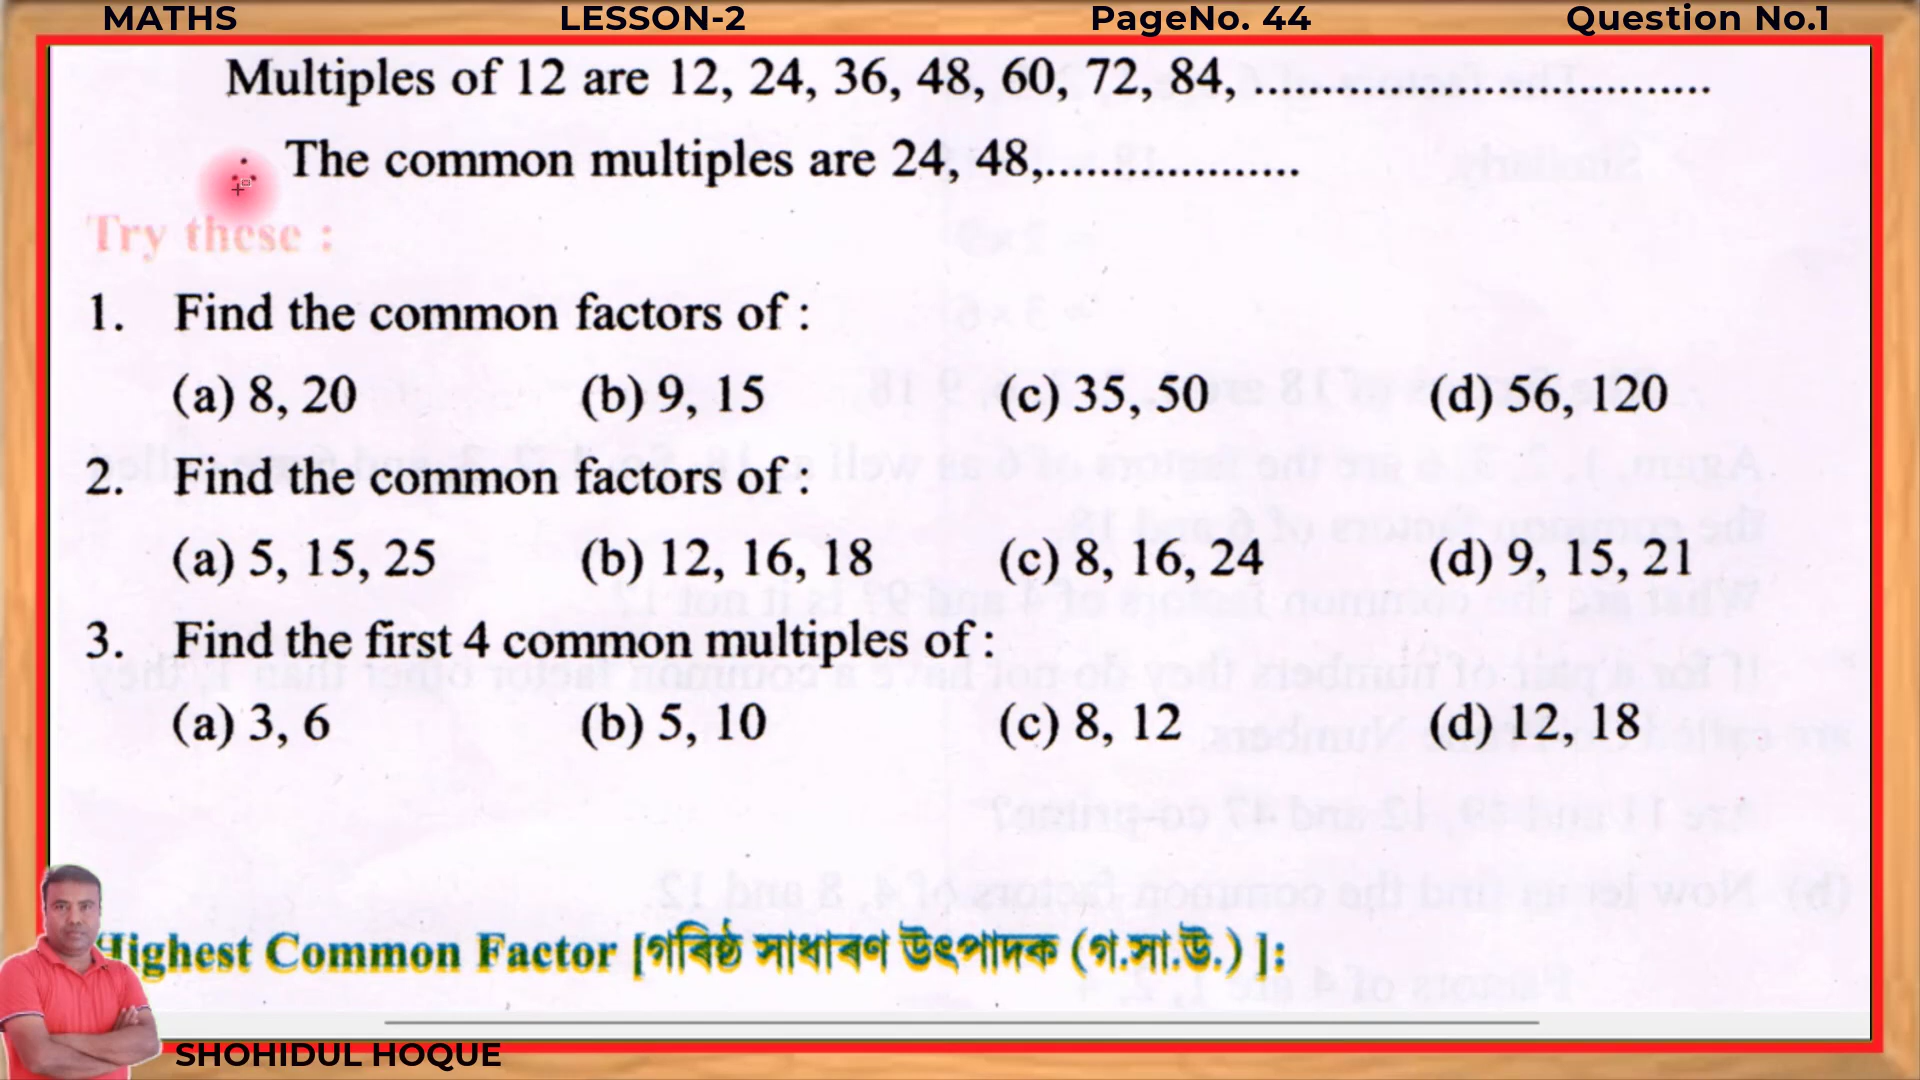 MATHS LESSON-2 PageNo. 44 Question No.1
Multiples of 12 are 12, 24, 36, 48, 60, 72, 84, ..................................
∴ The common multiples are 24, 48,...................
Try these :
1. Find the common factors of :
(a) 8, 20 (b) 9, 15 (c) 35, 50 (d) 56, 120
2. Find the common factors of :
(a) 5, 15, 25 (b) 12, 16, 18 (c) 8, 16, 24 (d) 9, 15, 21
3. Find the first 4 common multiples of :
(a) 3, 6 (b) 5, 10 (c) 8, 12 (d) 12, 18
Highest Common Factor [গৰিষ্ঠ সাধাৰণ উৎপাদক (গ.সা.উ.) ]:
SHOHIDUL HOQUE